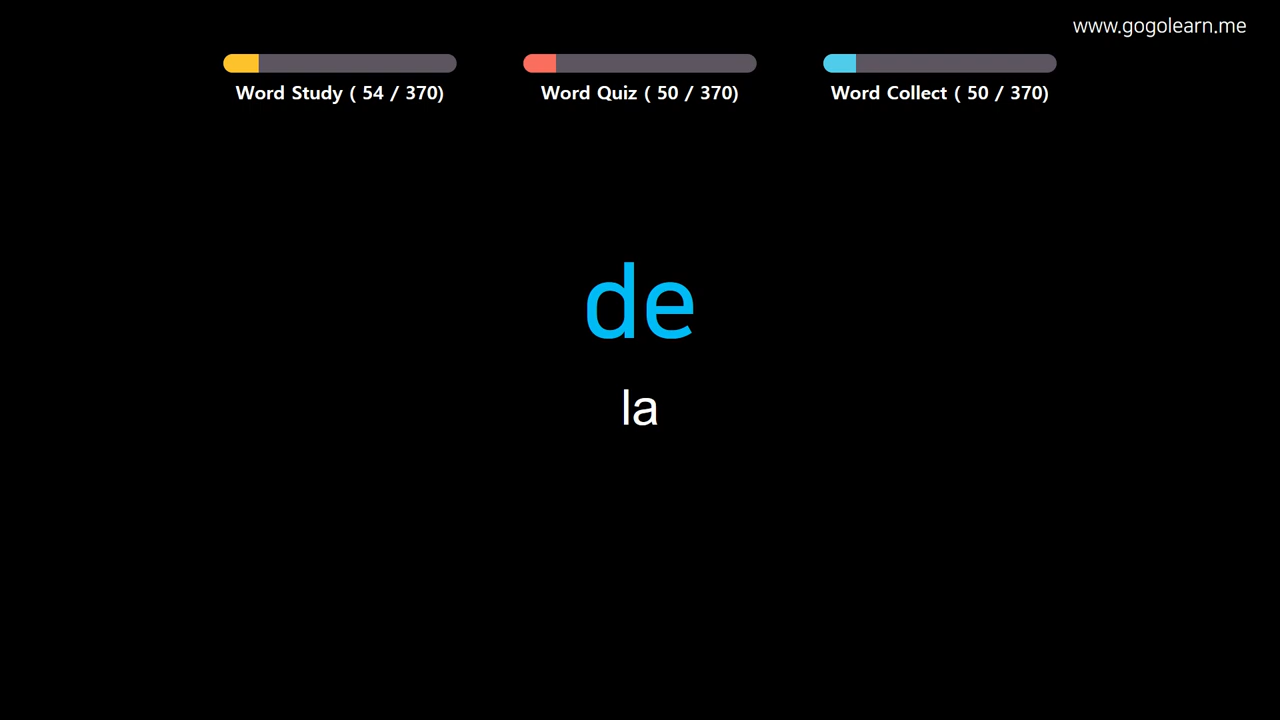 www.gogolearn.me
Word Study ( 54 / 370)
Word Quiz ( 50 / 370)
Word Collect ( 50 / 370)
de
la